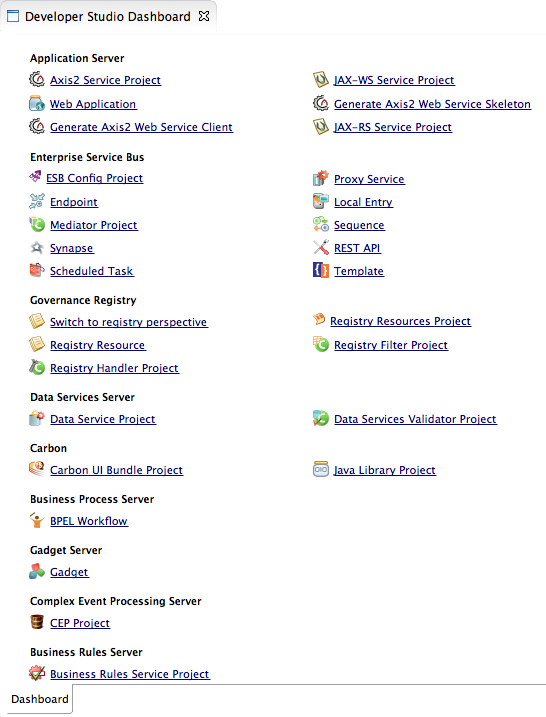 Developer Studio Dashboard
Application Server
Axis2 Service Project
JAX-WS Service Project
Web Application
Generate Axis2 Web Service Skeleton
Generate Axis2 Web Service Client
JAX-RS Service Project
Enterprise Service Bus
ESB Config Project
Proxy Service
Endpoint
Local Entry
Mediator Project
Sequence
Synapse
REST API
Scheduled Task
Template
Governance Registry
Switch to registry perspective
Registry Resources Project
Registry Resource
Registry Filter Project
Registry Handler Project
Data Services Server
Data Service Project
Data Services Validator Project
Carbon
Carbon UI Bundle Project
Java Library Project
Business Process Server
BPEL Workflow
Gadget Server
Gadget
Complex Event Processing Server
CEP Project
Business Rules Server
Business Rules Service Project
Dashboard